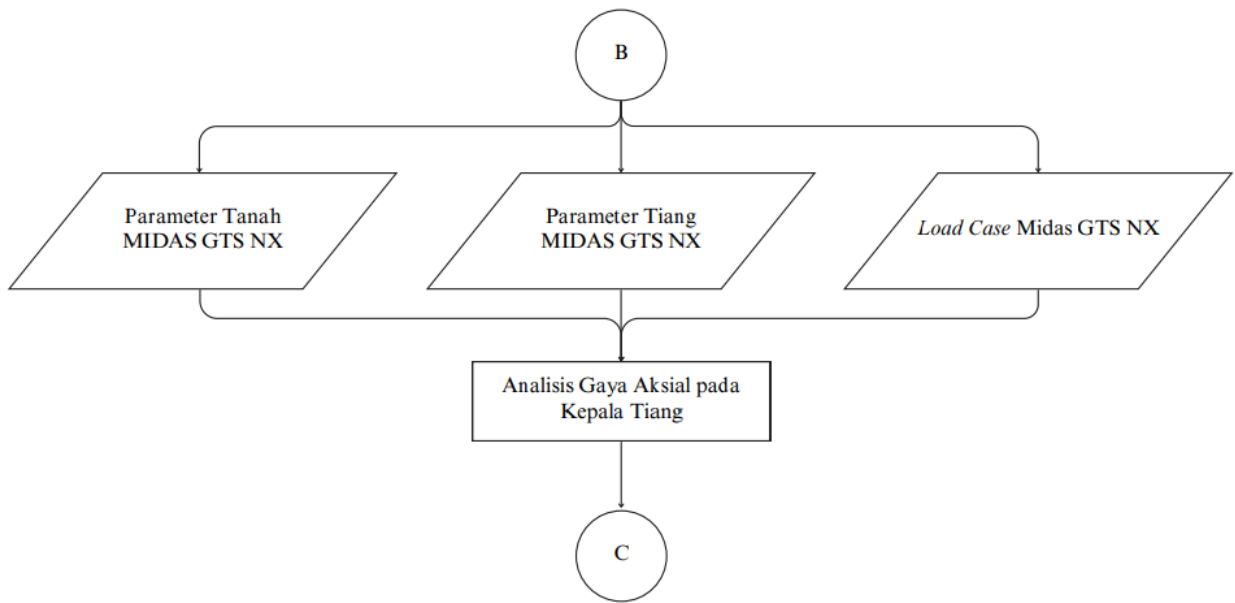 B
Parameter Tanah
MIDAS GTS NX
Parameter Tiang
MIDAS GTS NX
Load Case Midas GTS NX
Analisis Gaya Aksial pada
Kepala Tiang
C